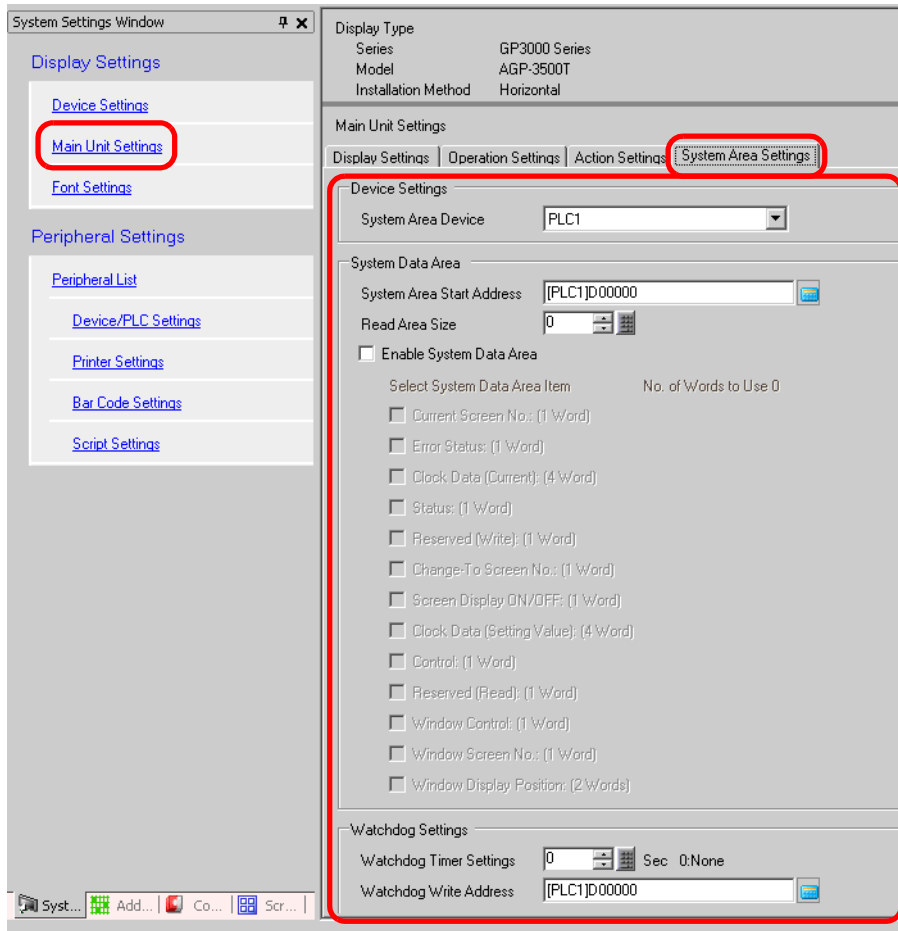 System Settings Window
Display Settings
Device Settings
Main Unit Settings
Font Settings
Peripheral Settings
Peripheral List
Device/PLC Settings
Printer Settings
Bar Code Settings
Script Settings
Syst... Add... Co... Scr...
Display Type
Series GP3000 Series
Model AGP-3500T
Installation Method Horizontal
Main Unit Settings
Display Settings Operation Settings Action Settings System Area Settings
Device Settings
System Area Device PLC1
System Data Area
System Area Start Address [PLC1]D00000
Read Area Size 0
Enable System Data Area
Select System Data Area Item No. of Words to Use 0
Current Screen No.: (1 Word)
Error Status: (1 Word)
Clock Data (Current): (4 Word)
Status: (1 Word)
Reserved (Write): (1 Word)
Change-To Screen No.: (1 Word)
Screen Display ON/OFF: (1 Word)
Clock Data (Setting Value): (4 Word)
Control: (1 Word)
Reserved (Read): (1 Word)
Window Control: (1 Word)
Window Screen No.: (1 Word)
Window Display Position: (2 Words)
Watchdog Settings
Watchdog Timer Settings 0 Sec 0:None
Watchdog Write Address [PLC1]D00000